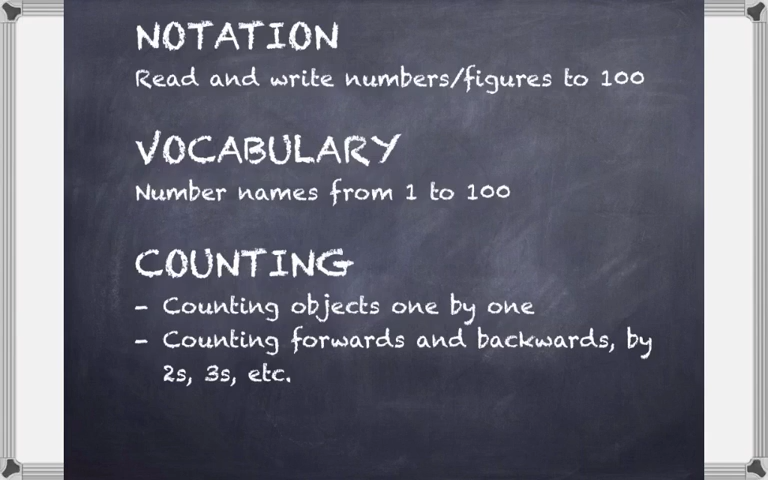 NOTATION
Read and write numbers/figures to 100
VOCABULARY
Number names from 1 to 100
COUNTING
- Counting objects one by one
- Counting forwards and backwards, by
2s, 3s, etc.